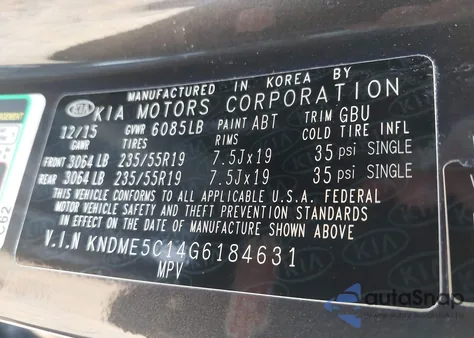 MANUFACTURED IN KOREA BY
KIA KIA MOTORS CORPORATION
12/15 GVWR 6085LB PAINT ABT TRIM GBU
GAWR TIRES RIMS COLD TIRE INFL
FRONT 3064 LB 235/55R19 7.5Jx19 35 psi SINGLE
REAR 3064 LB 235/55R19 7.5Jx19 35 psi SINGLE
THIS VEHICLE CONFORMS TO ALL APPLICABLE U.S.A. FEDERAL
MOTOR VEHICLE SAFETY AND THEFT PREVENTION STANDARDS
IN EFFECT ON THE DATE OF MANUFACTURE SHOWN ABOVE
V.I.N KNDME5C14G6184631
MPV
autoSnap